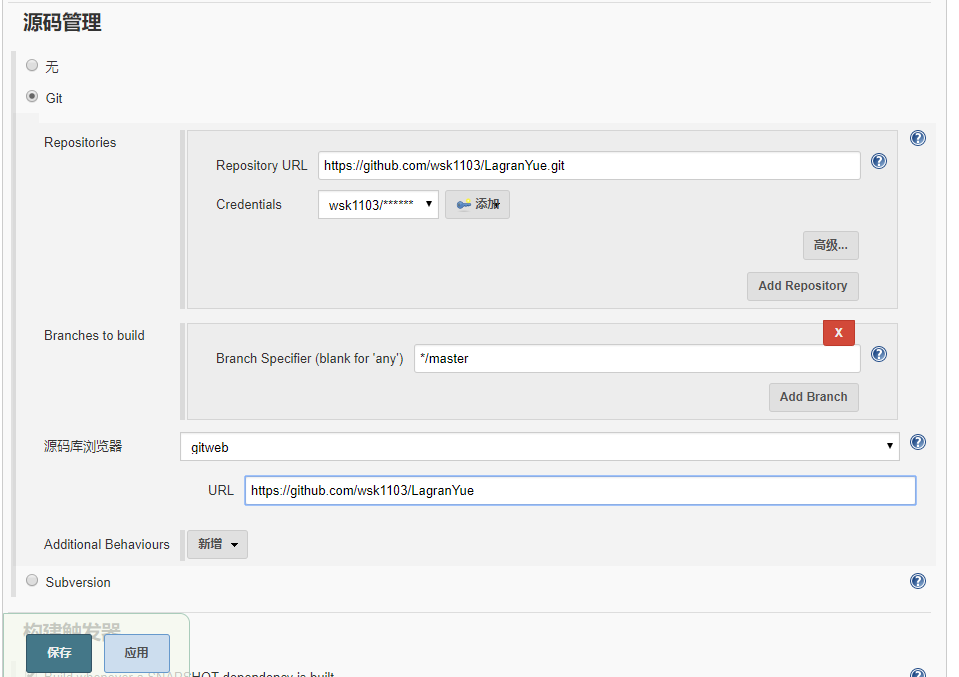 源码管理
无
Git
Repositories
Repository URL https://github.com/wsk1103/LagranYue.git
Credentials wsk1103/****** 添加
高级...
Add Repository
Branches to build
X
Branch Specifier (blank for 'any') */master
Add Branch
源码库浏览器 gitweb
URL https://github.com/wsk1103/LagranYue
Additional Behaviours 新增
Subversion
构建触发器
保存 应用
Build whenever a SNAPSHOT dependency is built